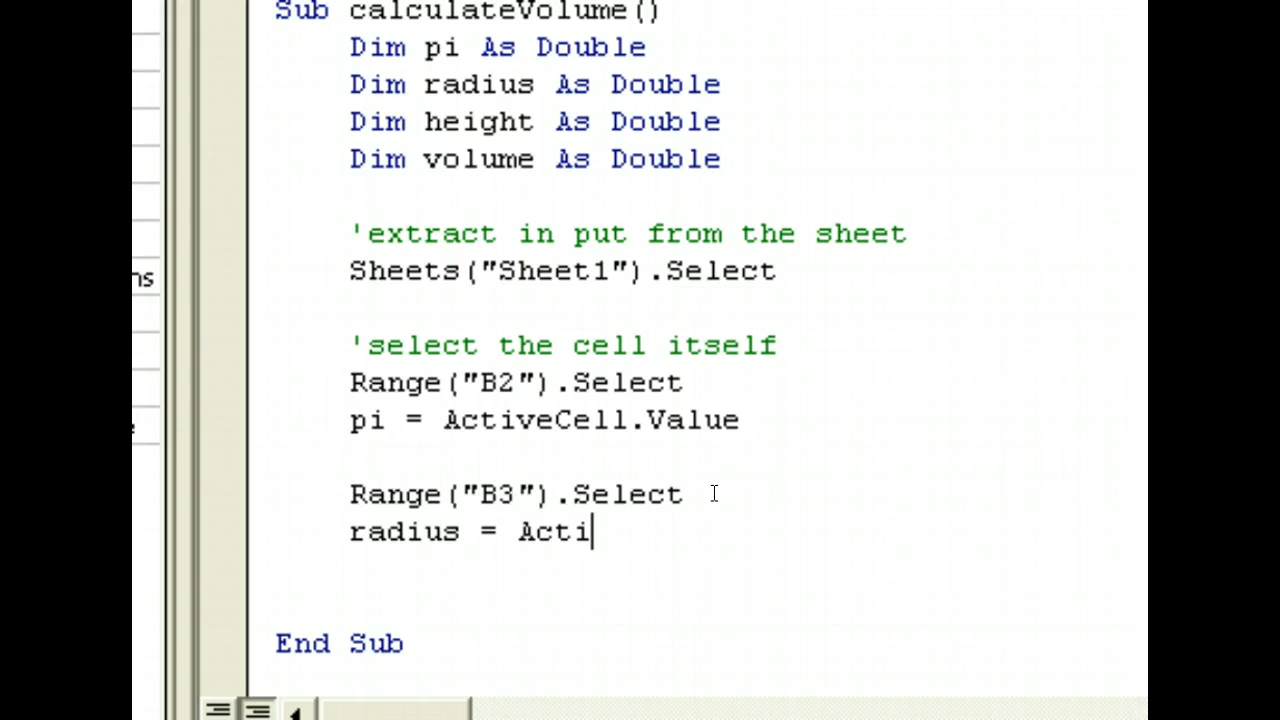 Sub calculateVolume()
Dim pi As Double
Dim radius As Double
Dim height As Double
Dim volume As Double
'extract in put from the sheet
Sheets("Sheet1").Select
ns
'select the cell itself
Range("B2").Select
pi = ActiveCell.Value
Range("B3").Select
radius = Acti
End Sub